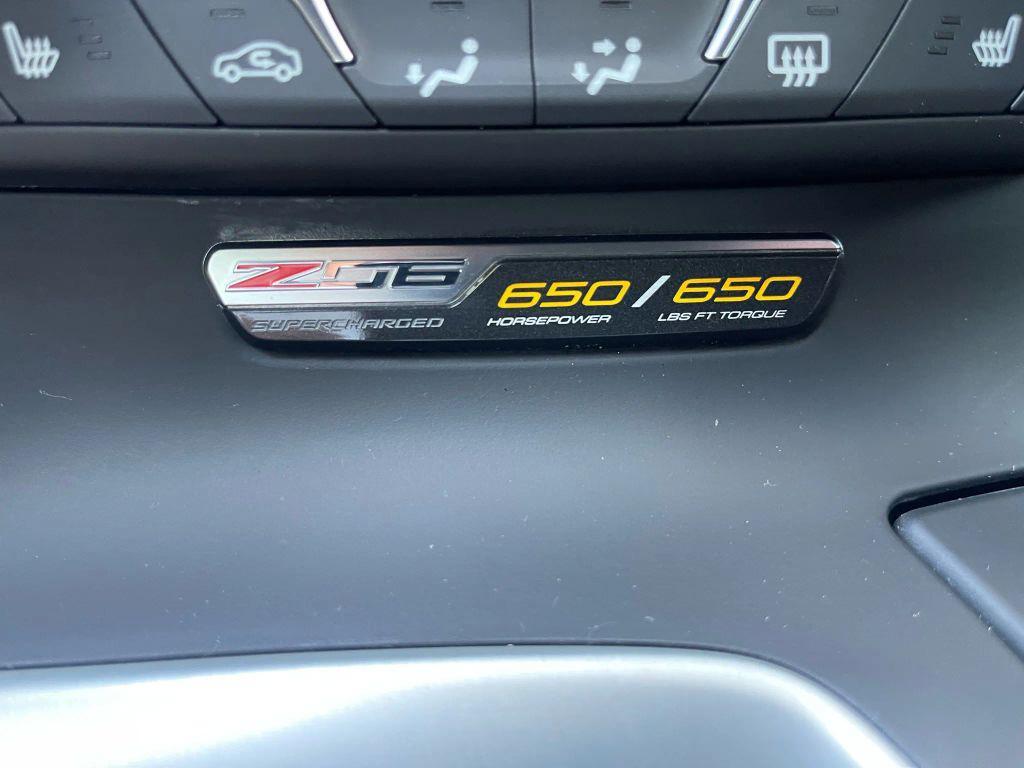 Z06 650 / 650
SUPERCHARGED HORSEPOWER LBS FT TORQUE